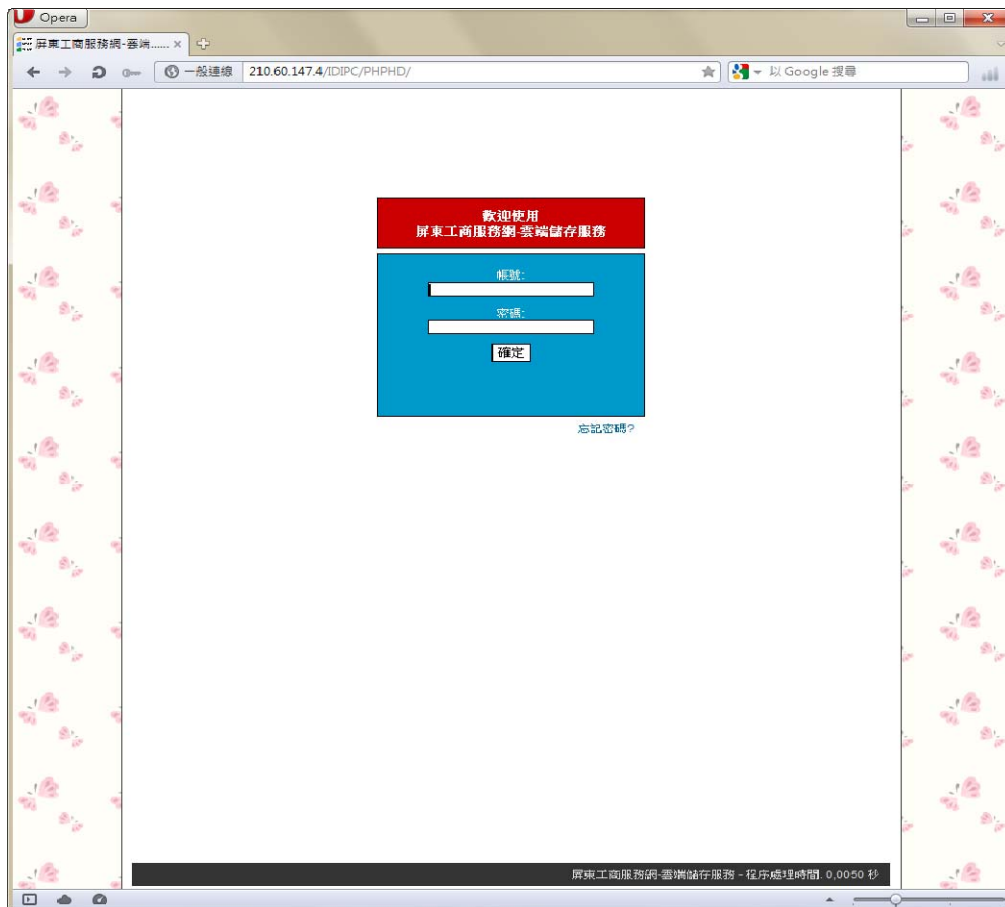 Opera
屏東工商服務網-雲端......
一般連線
210.60.147.4/IDIPC/PHPHD/
以 Google 搜尋
歡迎使用
屏東工商服務網-雲端儲存服務
帳號:
密碼:
確定
忘記密碼?
屏東工商服務網-雲端儲存服務 - 程序處理時間: 0,0050 秒